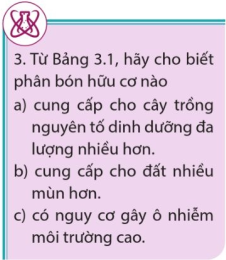 3. Từ Bảng 3.1, hãy cho biết
phân bón hữu cơ nào
a) cung cấp cho cây trồng
nguyên tố dinh dưỡng đa
lượng nhiều hơn.
b) cung cấp cho đất nhiều
mùn hơn.
c) có nguy cơ gây ô nhiễm
môi trường cao.